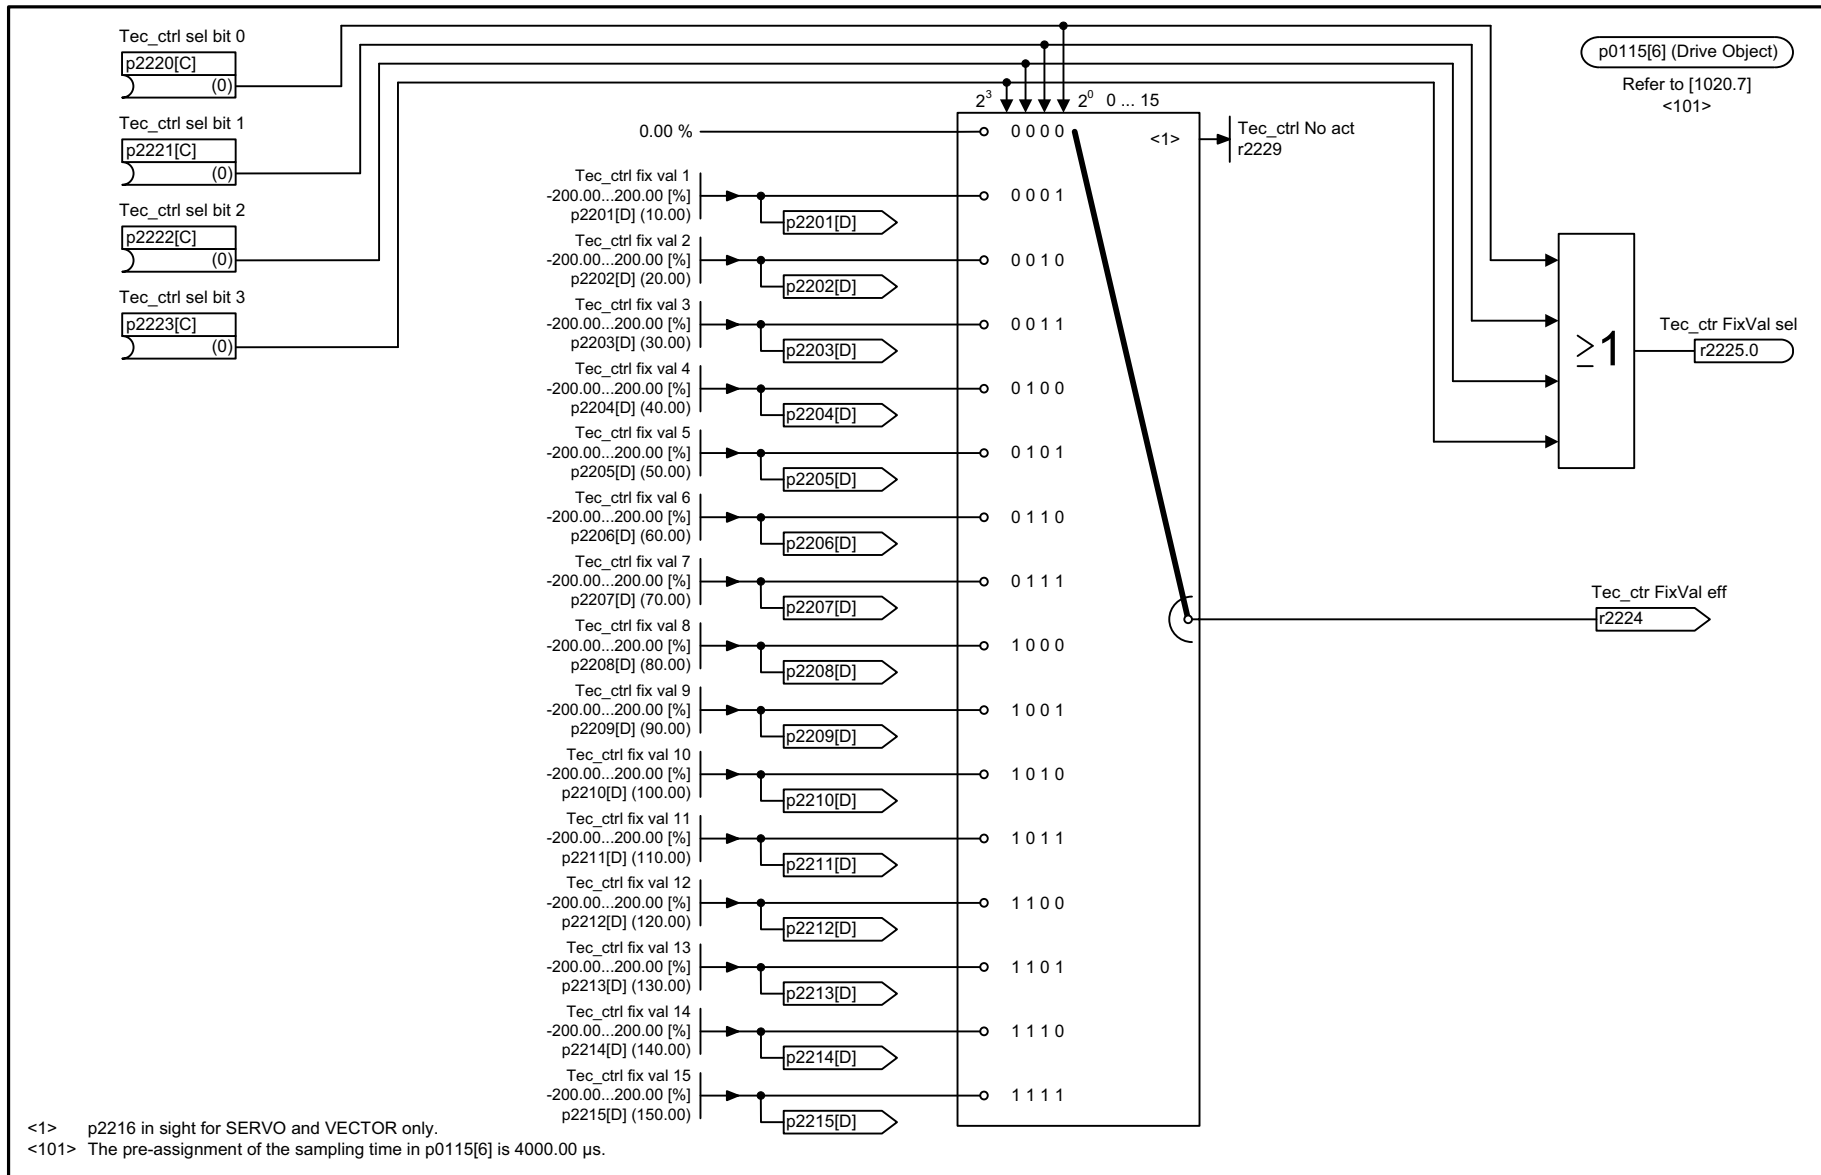 Tec_ctrl sel bit 0
p2220[C]
(0)
Tec_ctrl sel bit 1
p2221[C]
(0)
Tec_ctrl sel bit 2
p2222[C]
(0)
Tec_ctrl sel bit 3
p2223[C]
(0)
p0115[6] (Drive Object)
Refer to [1020.7]
<101>
2³ 2⁰ 0 ... 15
0.00 % 0 0 0 0 <1>
Tec_ctrl No act
r2229
Tec_ctrl fix val 1
-200.00...200.00 [%] 0 0 0 1
p2201[D] (10.00) p2201[D]
Tec_ctrl fix val 2
-200.00...200.00 [%] 0 0 1 0
p2202[D] (20.00) p2202[D]
Tec_ctrl fix val 3
-200.00...200.00 [%] 0 0 1 1
p2203[D] (30.00) p2203[D]
Tec_ctrl fix val 4
-200.00...200.00 [%] 0 1 0 0
p2204[D] (40.00) p2204[D]
Tec_ctrl fix val 5
-200.00...200.00 [%] 0 1 0 1
p2205[D] (50.00) p2205[D]
Tec_ctrl fix val 6
-200.00...200.00 [%] 0 1 1 0
p2206[D] (60.00) p2206[D]
Tec_ctrl fix val 7
-200.00...200.00 [%] 0 1 1 1
p2207[D] (70.00) p2207[D]
Tec_ctrl fix val 8
-200.00...200.00 [%] 1 0 0 0
p2208[D] (80.00) p2208[D]
Tec_ctrl fix val 9
-200.00...200.00 [%] 1 0 0 1
p2209[D] (90.00) p2209[D]
Tec_ctrl fix val 10
-200.00...200.00 [%] 1 0 1 0
p2210[D] (100.00) p2210[D]
Tec_ctrl fix val 11
-200.00...200.00 [%] 1 0 1 1
p2211[D] (110.00) p2211[D]
Tec_ctrl fix val 12
-200.00...200.00 [%] 1 1 0 0
p2212[D] (120.00) p2212[D]
Tec_ctrl fix val 13
-200.00...200.00 [%] 1 1 0 1
p2213[D] (130.00) p2213[D]
Tec_ctrl fix val 14
-200.00...200.00 [%] 1 1 1 0
p2214[D] (140.00) p2214[D]
Tec_ctrl fix val 15
-200.00...200.00 [%] 1 1 1 1
p2215[D] (150.00) p2215[D]
≥1
Tec_ctr FixVal sel
r2225.0
Tec_ctr FixVal eff
r2224
<1> p2216 in sight for SERVO and VECTOR only.
<101> The pre-assignment of the sampling time in p0115[6] is 4000.00 µs.